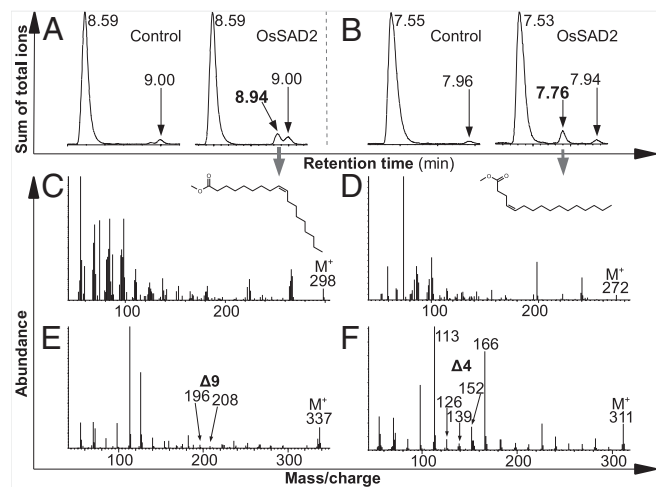 A
8.59
Control
9.00
8.59
OsSAD2
8.94
9.00
B
7.55
Control
7.96
7.53
OsSAD2
7.76
7.94
Sum of total ions
Retention time (min)
C
O
O
M+
298
100
200
D
O
O
M+
272
100
200
Abundance
E
Δ9
196
208
M+
337
100
200
300
F
113
Δ4
166
152
126
139
M+
311
100
200
300
Mass/charge